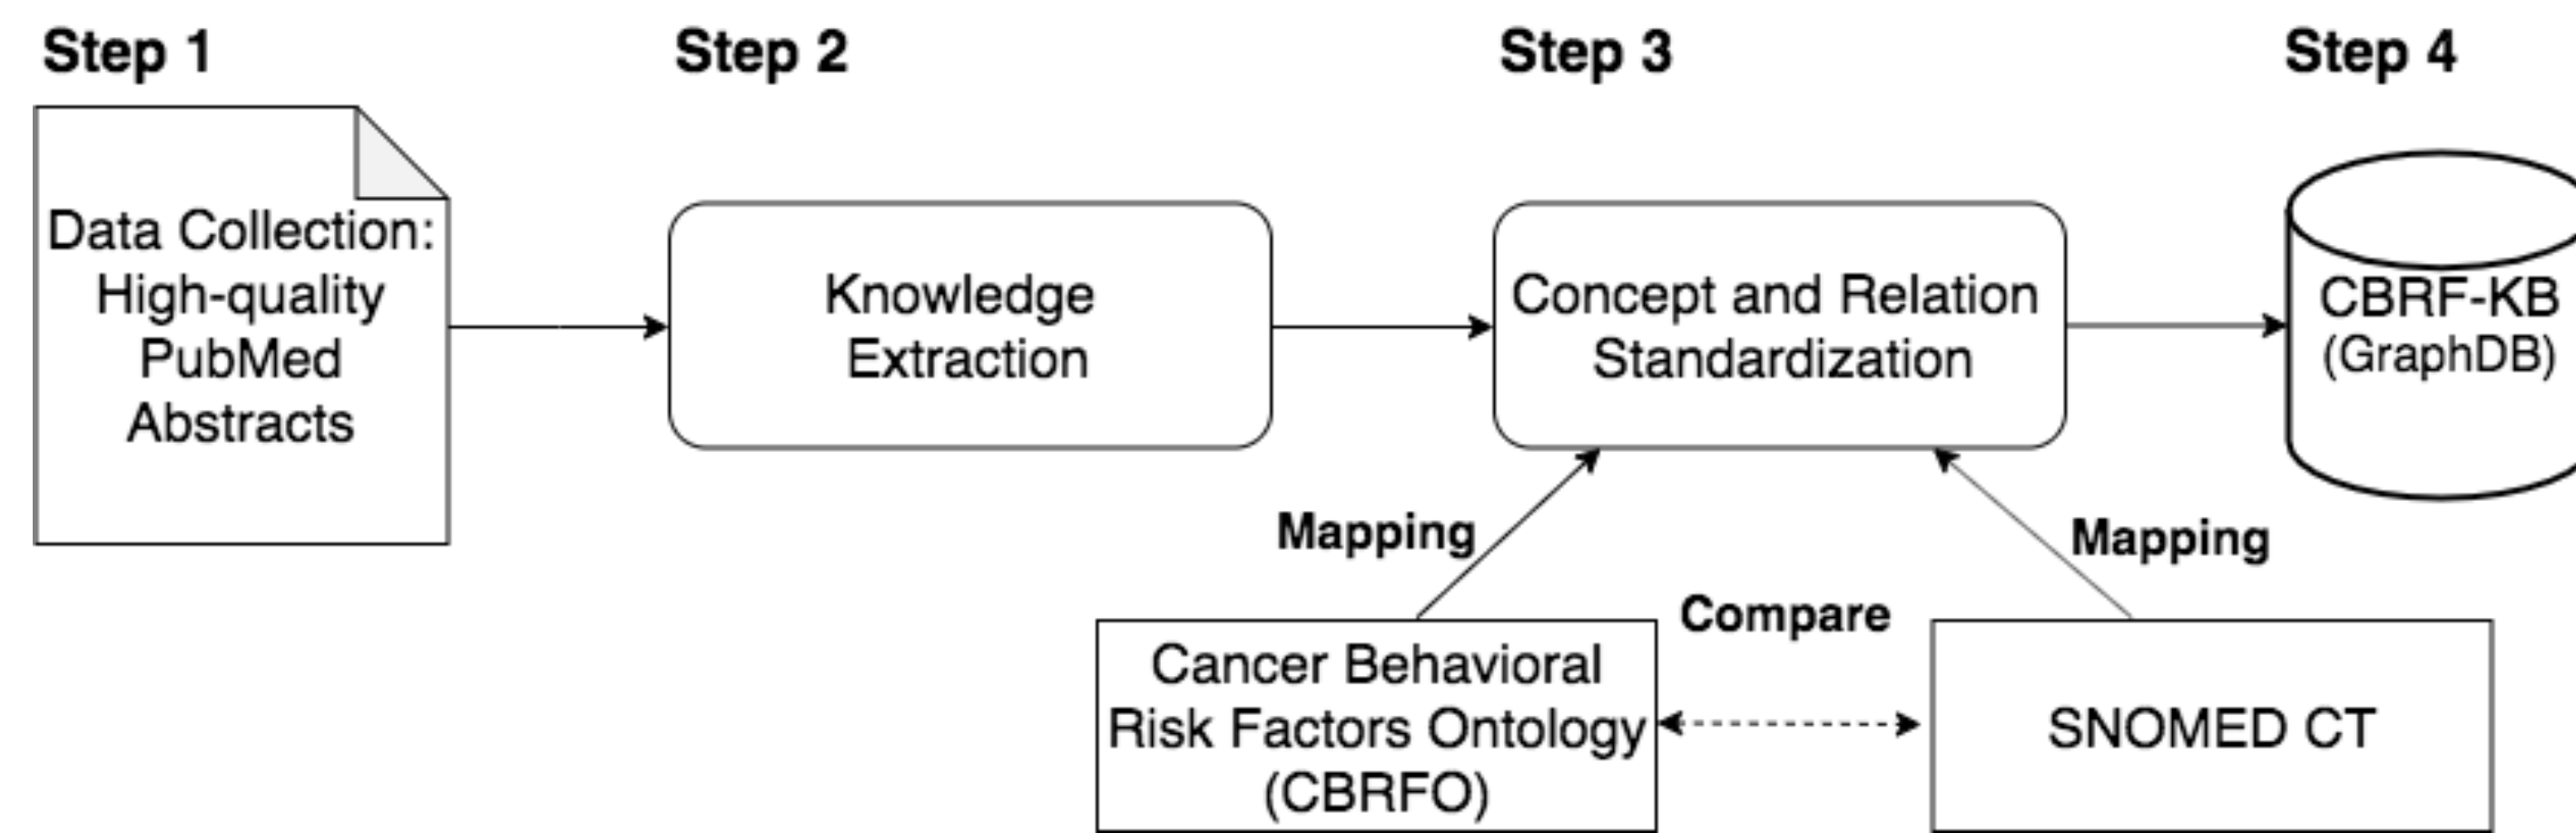 Step 1
Step 2
Step 3
Step 4
Data Collection:
High-quality
PubMed
Abstracts
Knowledge
Extraction
Concept and Relation
Standardization
CBRF-KB
(GraphDB)
Mapping
Mapping
Compare
Cancer Behavioral
Risk Factors Ontology
(CBRFO)
SNOMED CT